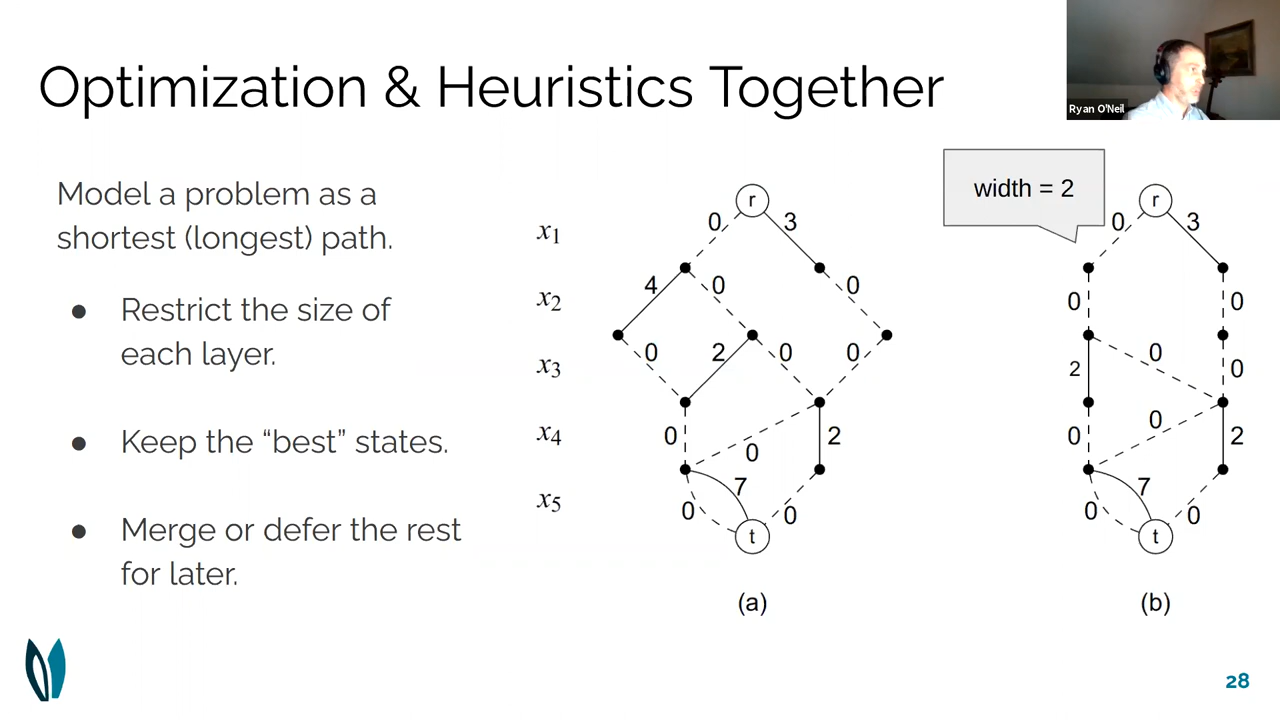 Optimization & Heuristics Together
Ryan O'Neil
Model a problem as a
shortest (longest) path.
● Restrict the size of
each layer.
● Keep the “best” states.
● Merge or defer the rest
for later.
x1
x2
x3
x4
x5
r
0 3
4 0 0
0 2 0 0
0 0 2
0 7 0
t
(a)
width = 2
r
0 3
0 0
2 0 0
0 0 2
0 7 0
t
(b)
28